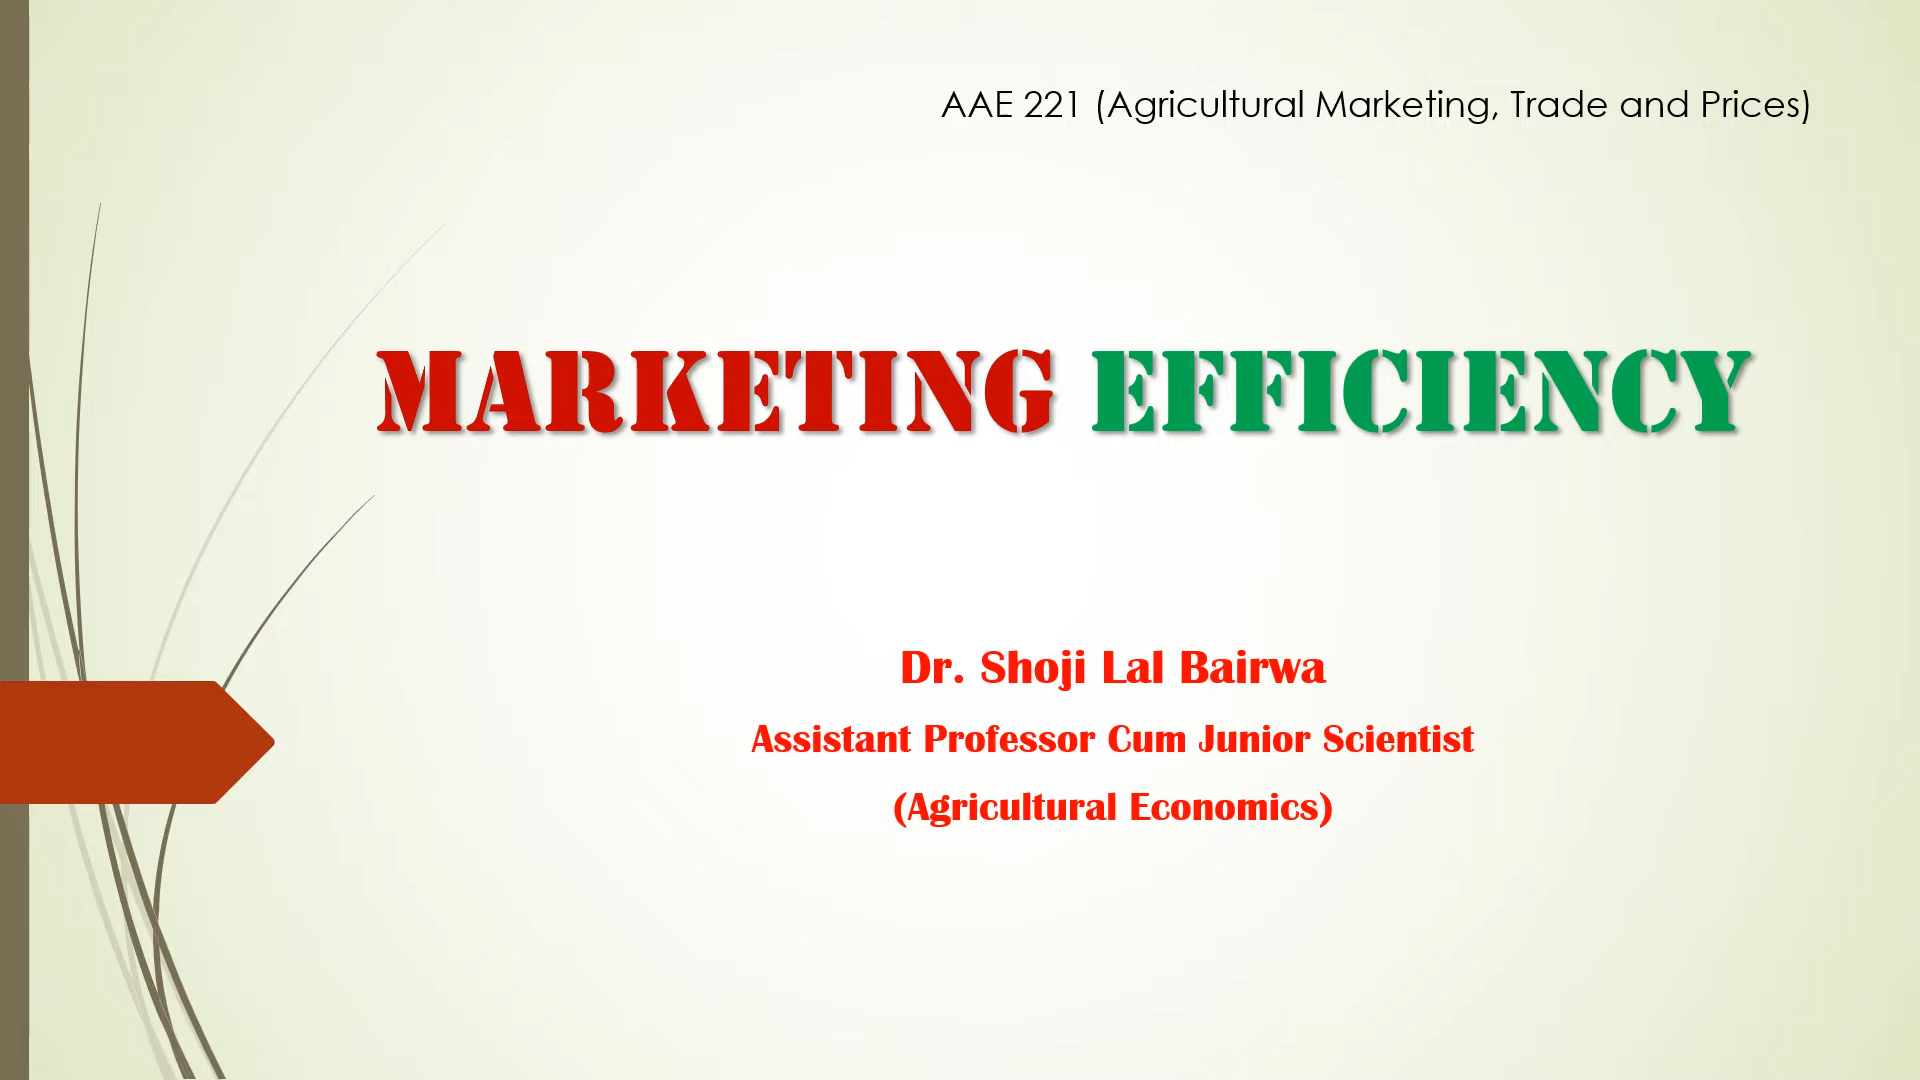 AAE 221 (Agricultural Marketing, Trade and Prices)
MARKETING EFFICIENCY
Dr. Shoji Lal Bairwa
Assistant Professor Cum Junior Scientist
(Agricultural Economics)